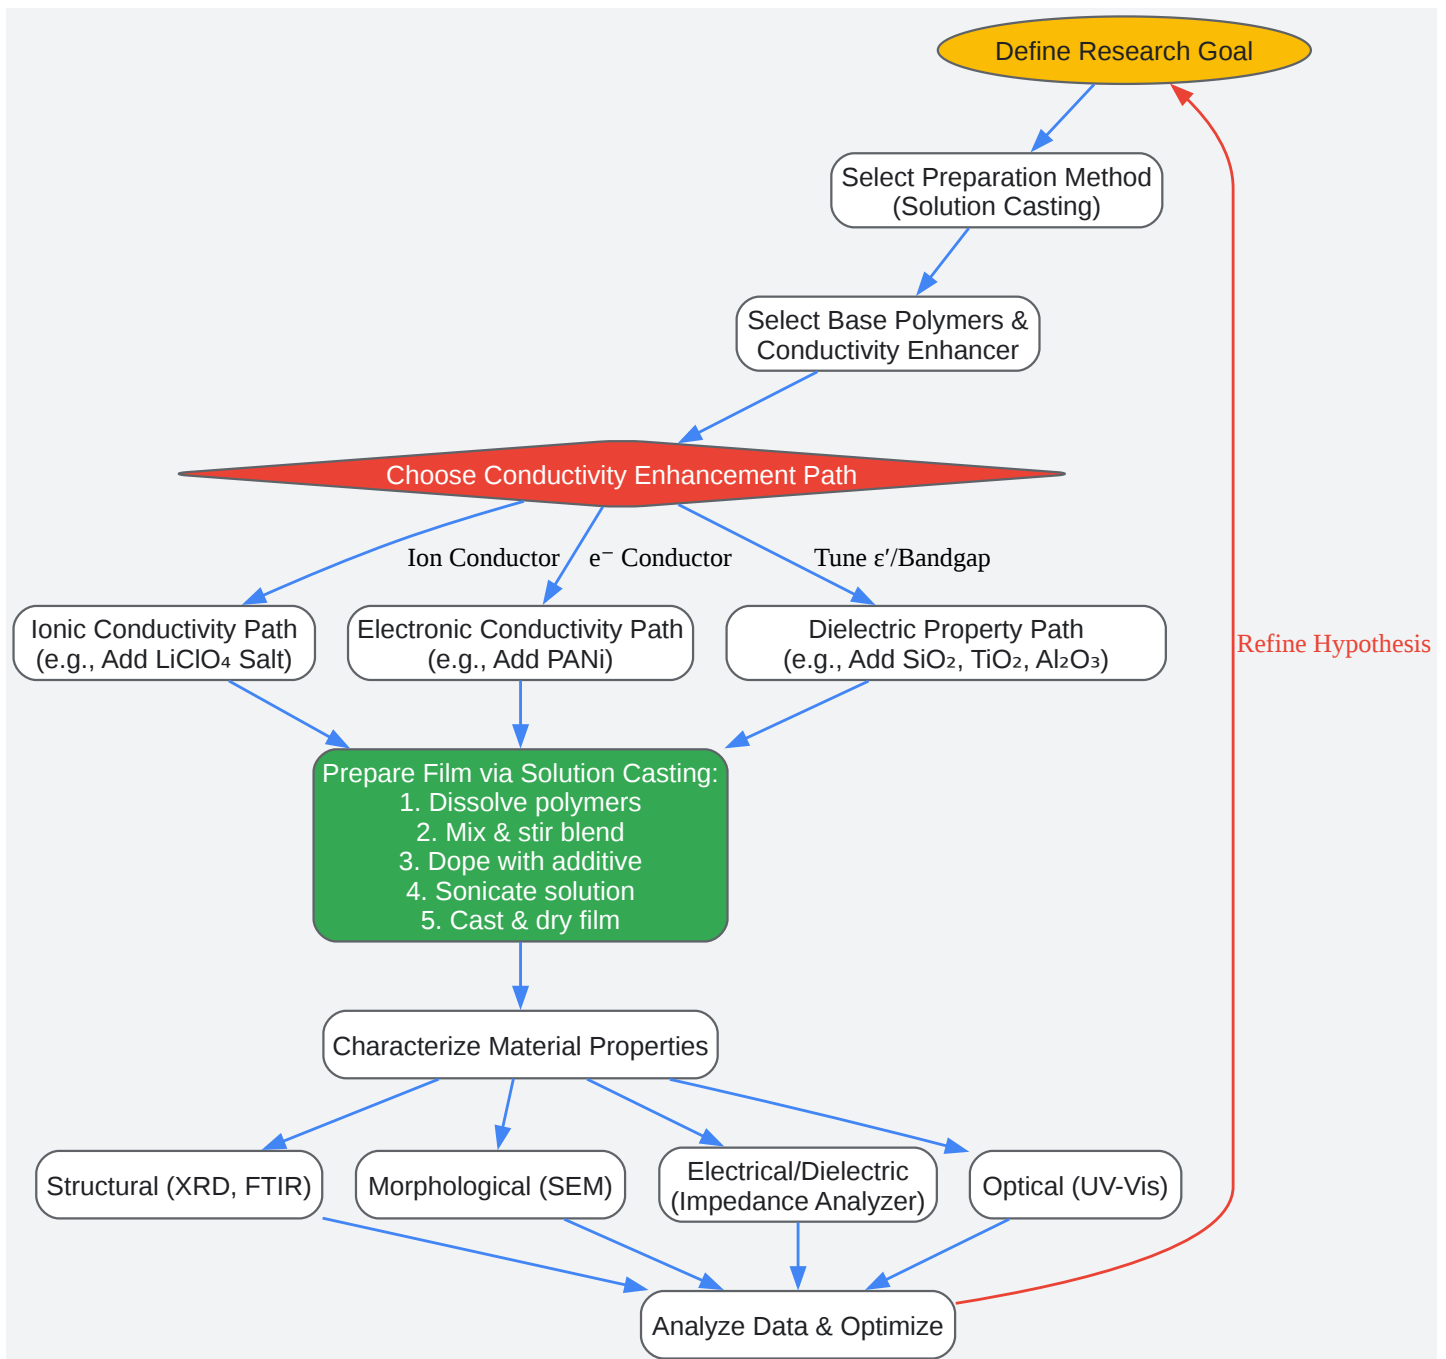 Define Research Goal
Select Preparation Method
(Solution Casting)
Select Base Polymers &
Conductivity Enhancer
Choose Conductivity Enhancement Path
Ion Conductor
e⁻ Conductor
Tune ε′/Bandgap
Ionic Conductivity Path
(e.g., Add LiClO₄ Salt)
Electronic Conductivity Path
(e.g., Add PANi)
Dielectric Property Path
(e.g., Add SiO₂, TiO₂, Al₂O₃)
Refine Hypothesis
Prepare Film via Solution Casting:
1. Dissolve polymers
2. Mix & stir blend
3. Dope with additive
4. Sonicate solution
5. Cast & dry film
Characterize Material Properties
Structural (XRD, FTIR)
Morphological (SEM)
Electrical/Dielectric
(Impedance Analyzer)
Optical (UV-Vis)
Analyze Data & Optimize